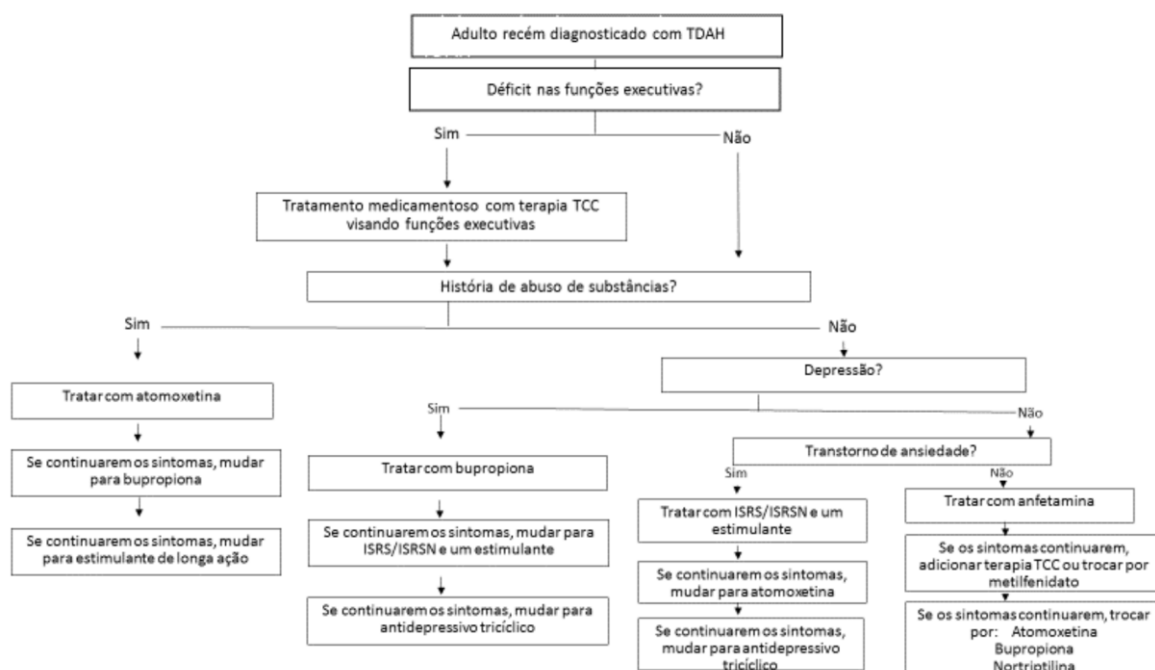 Adulto recém diagnosticado com TDAH
Déficit nas funções executivas?
Sim
Não
Tratamento medicamentoso com terapia TCC
visando funções executivas
História de abuso de substâncias?
Sim
Não
Depressão?
Tratar com atomoxetina
Sim
Não
Transtorno de ansiedade?
Se continuarem os sintomas, mudar
para bupropiona
Tratar com bupropiona
Sim
Não
Tratar com ISRS/ISRSN e um
estimulante
Tratar com anfetamina
Se continuarem os sintomas, mudar
para estimulante de longa ação
Se continuarem os sintomas, mudar para
ISRS/ISRSN e um estimulante
Se os sintomas continuarem,
adicionar terapia TCC ou trocar por
metilfenidato
Se continuarem os sintomas,
mudar para atomoxetina
Se continuarem os sintomas, mudar para
antidepressivo tricíclico
Se continuarem os sintomas,
mudar para antidepressivo
tricíclico
Se os sintomas continuarem, trocar
por: Atomoxetina
Bupropiona
Nortriptilina